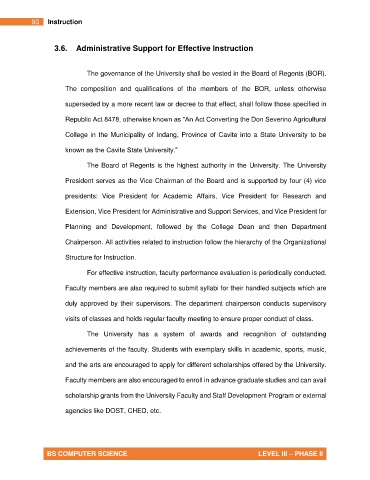 93 Instruction
3.6. Administrative Support for Effective Instruction
The governance of the University shall be vested in the Board of Regents (BOR).
The composition and qualifications of the members of the BOR, unless otherwise
superseded by a more recent law or decree to that effect, shall follow those specified in
Republic Act 8478, otherwise known as "An Act Converting the Don Severino Agricultural
College in the Municipality of Indang, Province of Cavite into a State University to be
known as the Cavite State University."
The Board of Regents is the highest authority in the University. The University
President serves as the Vice Chairman of the Board and is supported by four (4) vice
presidents: Vice President for Academic Affairs, Vice President for Research and
Extension, Vice President for Administrative and Support Services, and Vice President for
Planning and Development, followed by the College Dean and then Department
Chairperson. All activities related to instruction follow the hierarchy of the Organizational
Structure for Instruction.
For effective instruction, faculty performance evaluation is periodically conducted.
Faculty members are also required to submit syllabi for their handled subjects which are
duly approved by their supervisors. The department chairperson conducts supervisory
visits of classes and holds regular faculty meeting to ensure proper conduct of class.
The University has a system of awards and recognition of outstanding
achievements of the faculty. Students with exemplary skills in academic, sports, music,
and the arts are encouraged to apply for different scholarships offered by the University.
Faculty members are also encouraged to enroll in advance graduate studies and can avail
scholarship grants from the University Faculty and Staff Development Program or external
agencies like DOST, CHED, etc.
BS COMPUTER SCIENCE LEVEL III – PHASE II